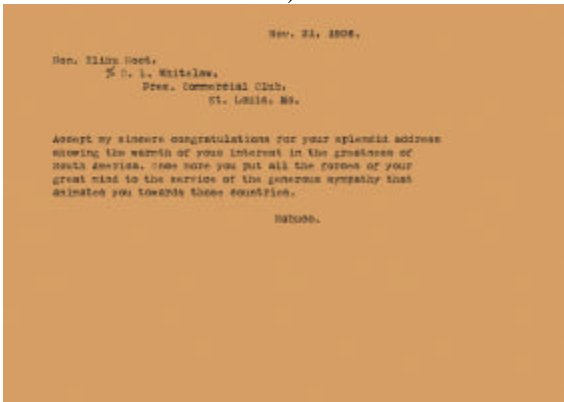 Nov. 21, 1906.
Hon. Elihu Root,
℅ O. L. Whitelaw,
Pres. Commercial Club,
St. Louis, Mo.
Accept my sincere congratulations for your splendid address
showing the warmth of your interest in the greatness of
South America. Once more you put all the forces of your
great mind to the service of the generous sympathy that
animates you towards those countries.
Nabuco.